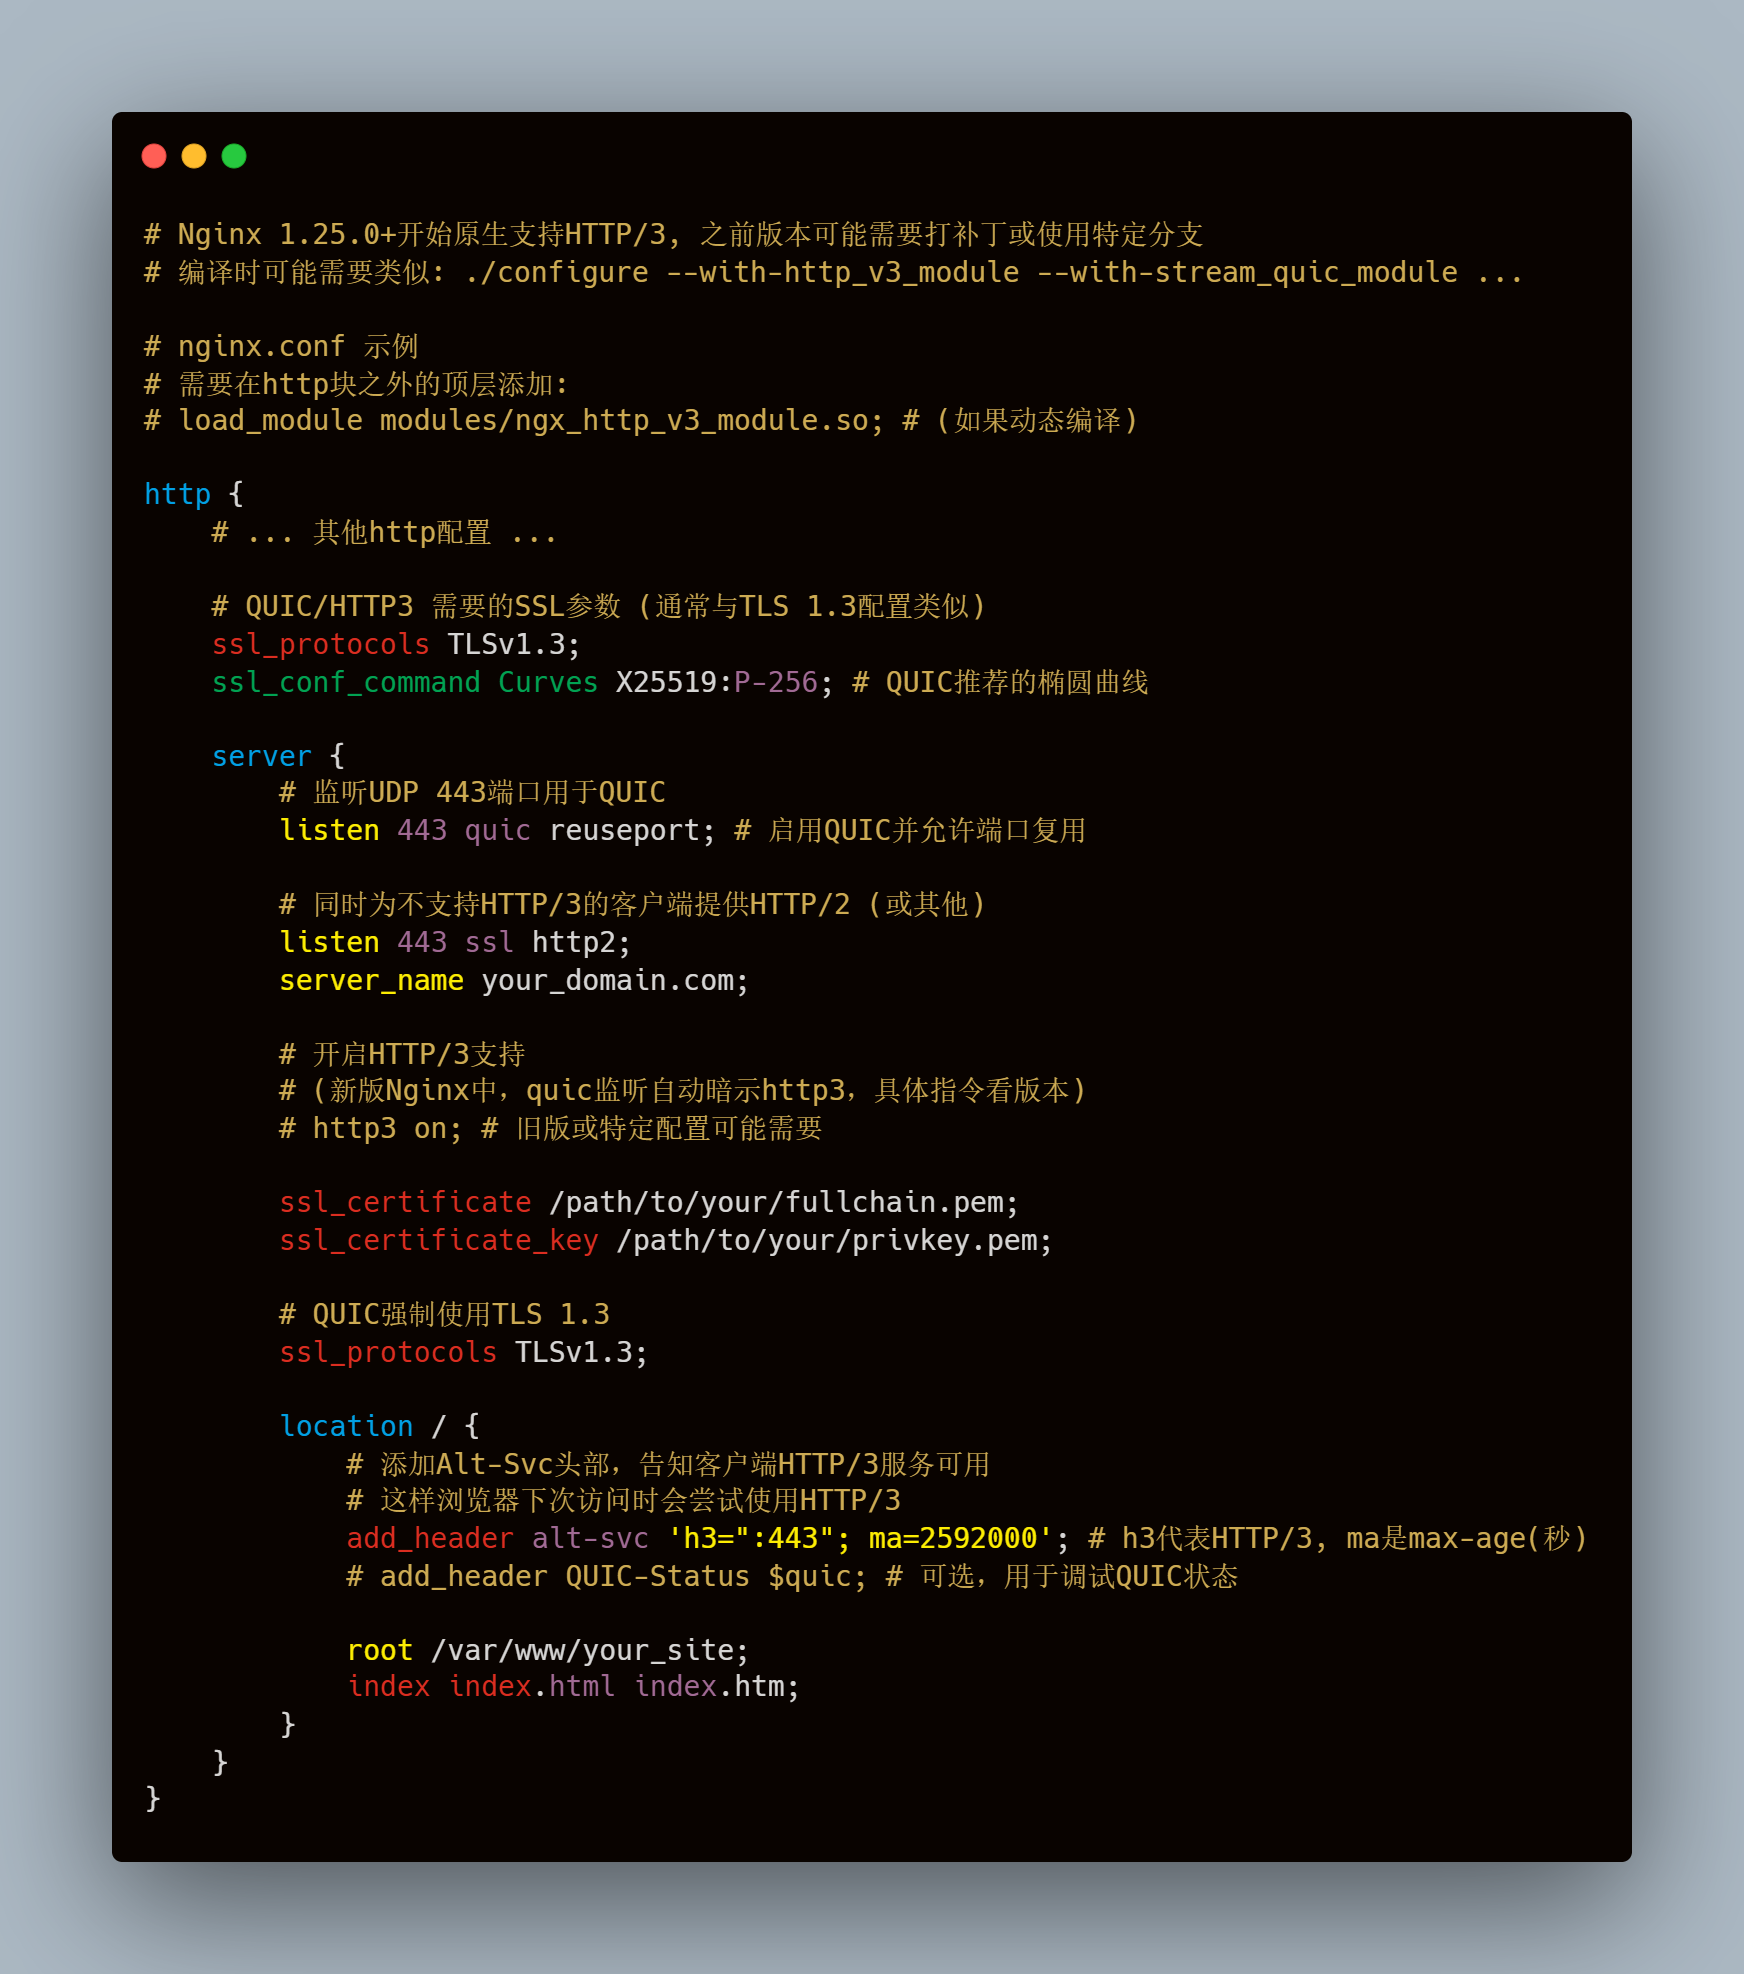 # Nginx 1.25.0+开始原生支持HTTP/3, 之前版本可能需要打补丁或使用特定分支
# 编译时可能需要类似: ./configure --with-http_v3_module --with-stream_quic_module ...
# nginx.conf 示例
# 需要在http块之外的顶层添加:
# load_module modules/ngx_http_v3_module.so; # (如果动态编译)
http {
    # ... 其他http配置 ...
    # QUIC/HTTP3 需要的SSL参数 (通常与TLS 1.3配置类似)
    ssl_protocols TLSv1.3;
    ssl_conf_command Curves X25519:P-256; # QUIC推荐的椭圆曲线
    server {
        # 监听UDP 443端口用于QUIC
        listen 443 quic reuseport; # 启用QUIC并允许端口复用
        # 同时为不支持HTTP/3的客户端提供HTTP/2 (或其他)
        listen 443 ssl http2;
        server_name your_domain.com;
        # 开启HTTP/3支持
        # (新版Nginx中，quic监听自动暗示http3，具体指令看版本)
        # http3 on; # 旧版或特定配置可能需要
        ssl_certificate /path/to/your/fullchain.pem;
        ssl_certificate_key /path/to/your/privkey.pem;
        # QUIC强制使用TLS 1.3
        ssl_protocols TLSv1.3;
        location / {
            # 添加Alt-Svc头部，告知客户端HTTP/3服务可用
            # 这样浏览器下次访问时会尝试使用HTTP/3
            add_header alt-svc 'h3=":443"; ma=2592000'; # h3代表HTTP/3, ma是max-age(秒)
            # add_header QUIC-Status $quic; # 可选，用于调试QUIC状态
            root /var/www/your_site;
            index index.html index.htm;
        }
    }
}